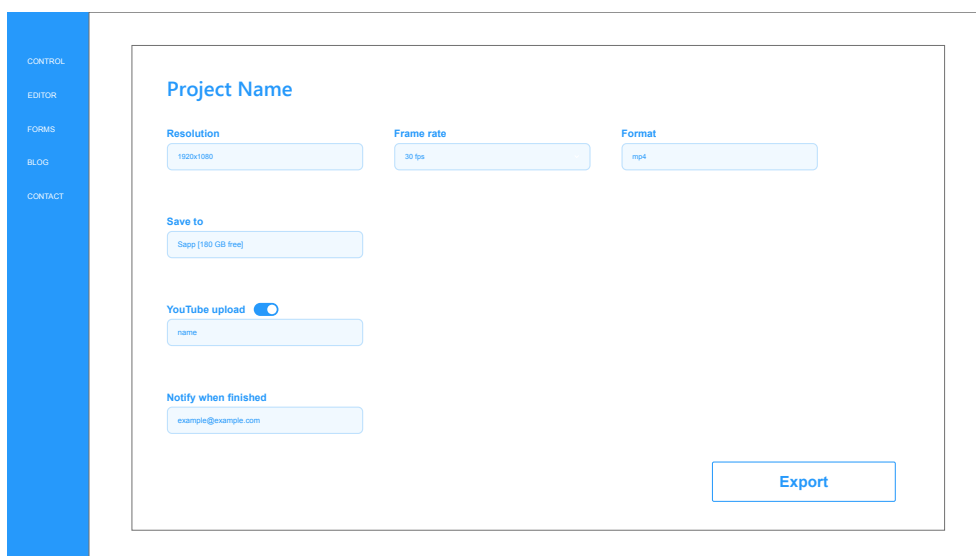 CONTROL
EDITOR
FORMS
BLOG
CONTACT
Project Name
Resolution
Frame rate
Format
1920x1080
30 fps
mp4
Save to
Sapp [180 GB free]
YouTube upload
name
Notify when finished
example@example.com
Export